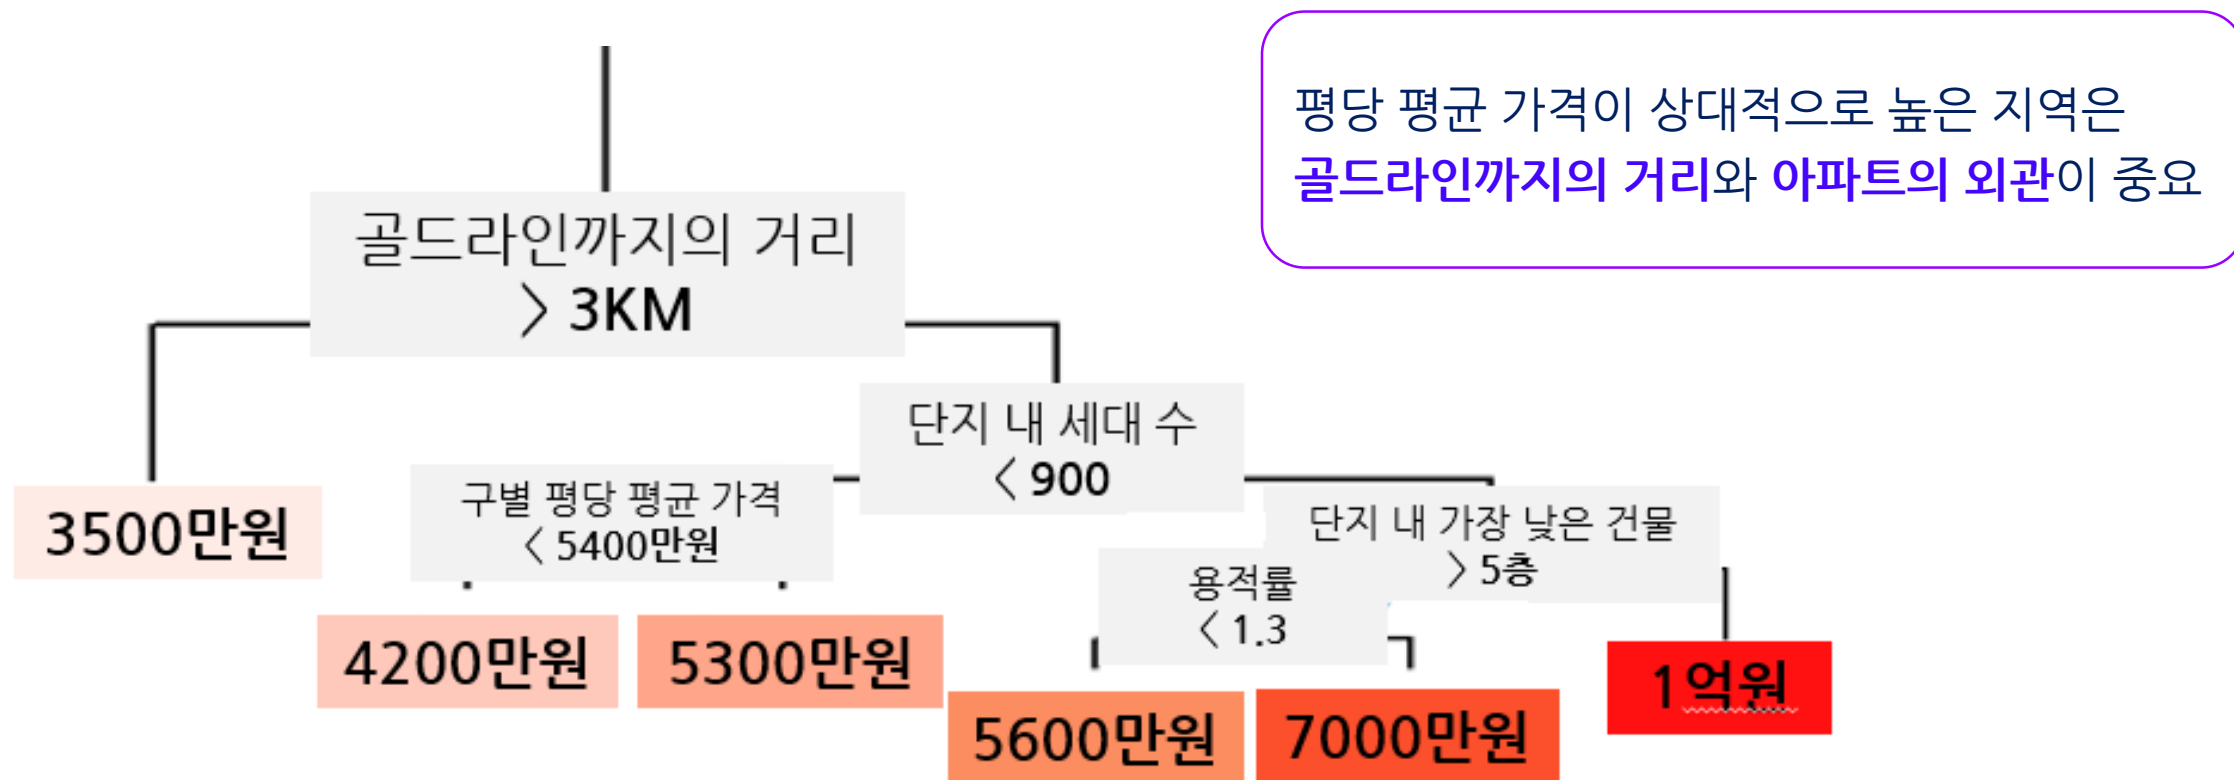 평당 평균 가격이 상대적으로 높은 지역은
골드라인까지의 거리와 아파트의 외관이 중요
골드라인까지의 거리
> 3KM
단지 내 세대 수
< 900
구별 평당 평균 가격
< 5400만원
단지 내 가장 낮은 건물
> 5층
용적률
< 1.3
3500만원
4200만원
5300만원
5600만원
7000만원
1억원